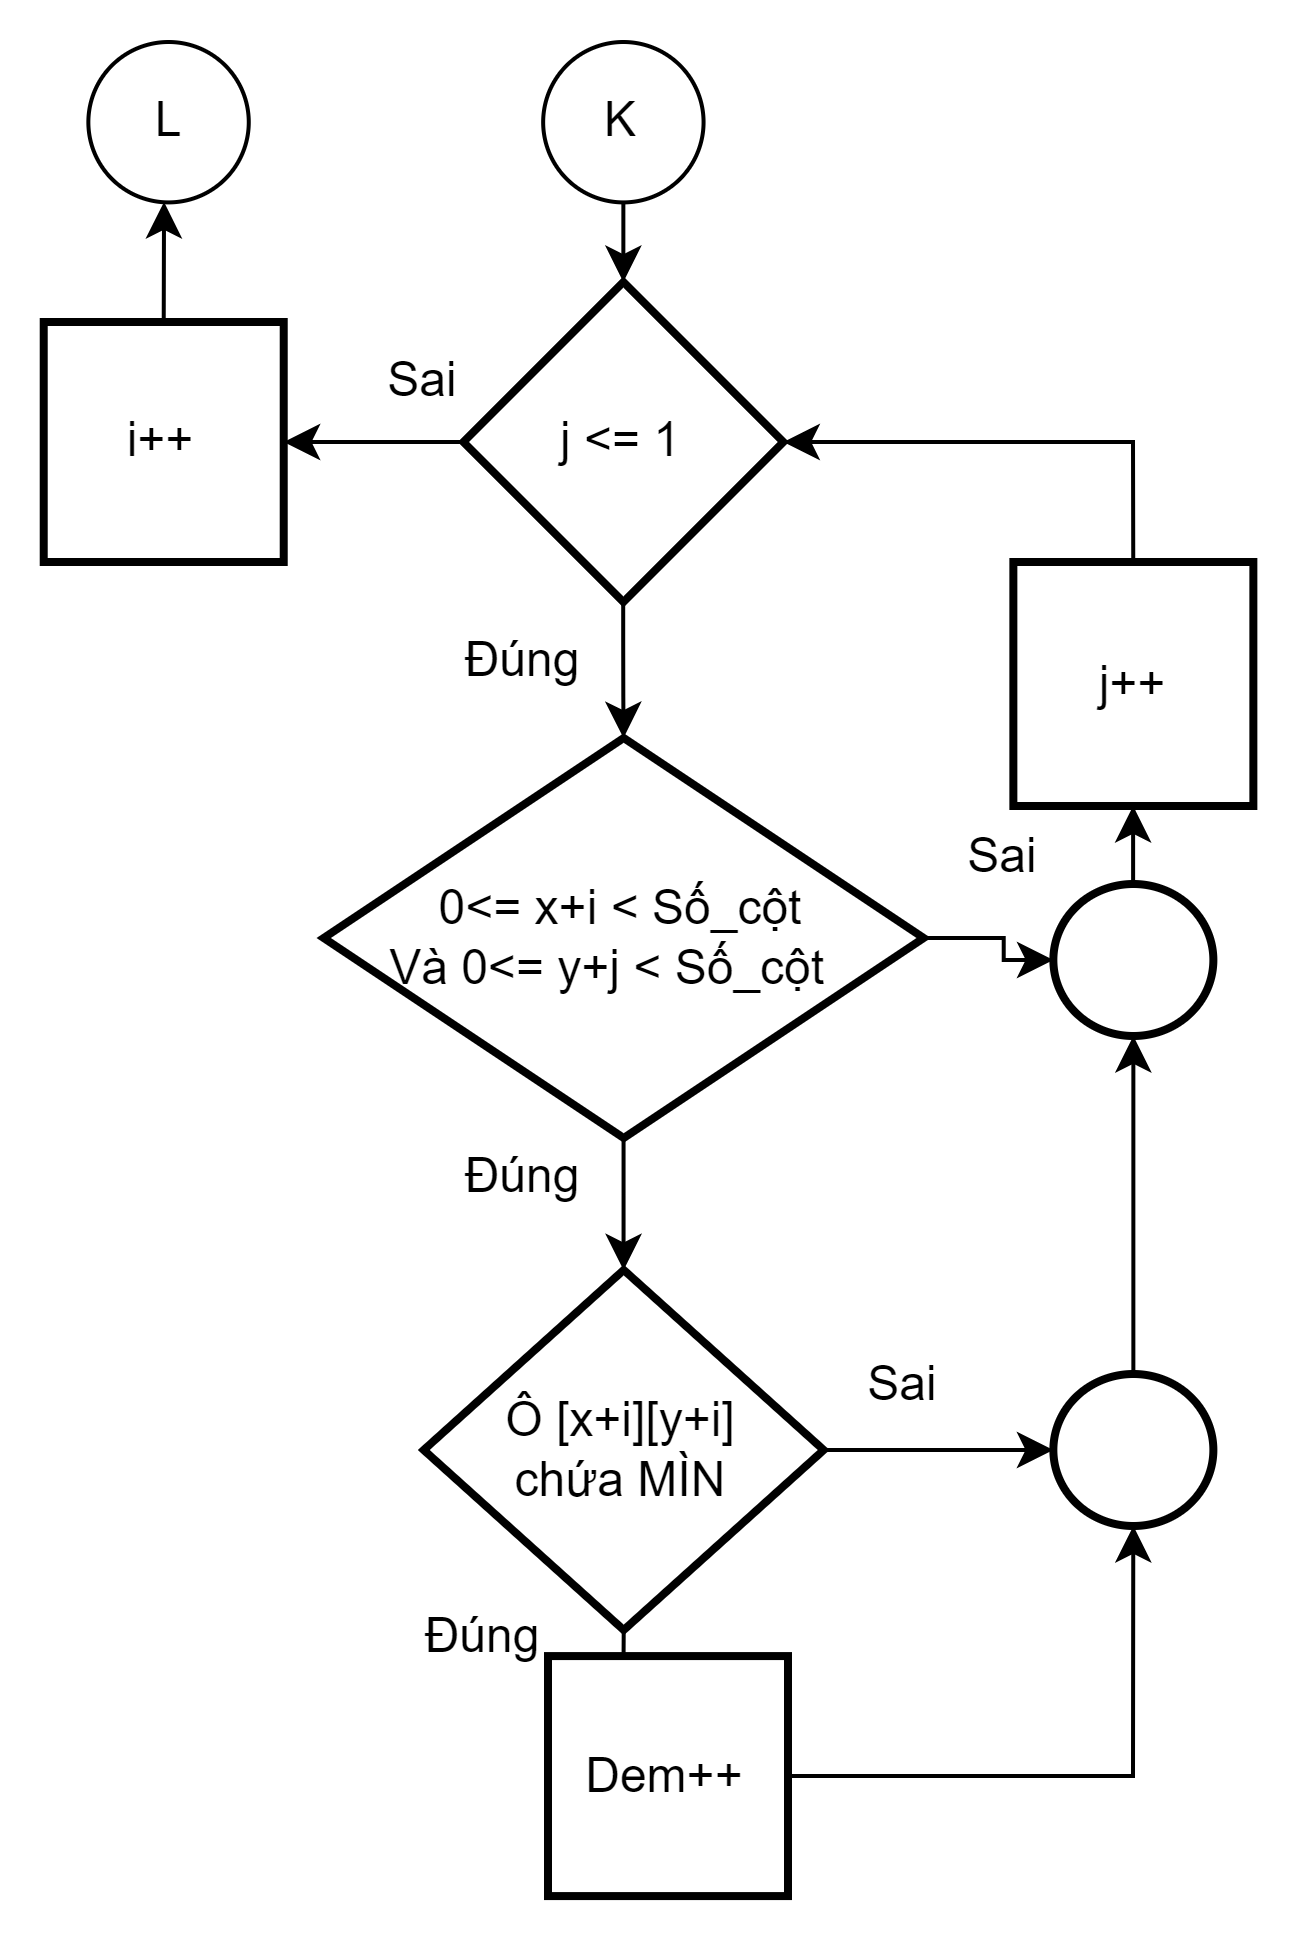 L
K
Sai
i++
j <= 1
Đúng
j++
Sai
0<= x+i < Số_cột
Và 0<= y+j < Số_cột
Đúng
Sai
Ô [x+i][y+i]
chứa MÌN
Đúng
Dem++